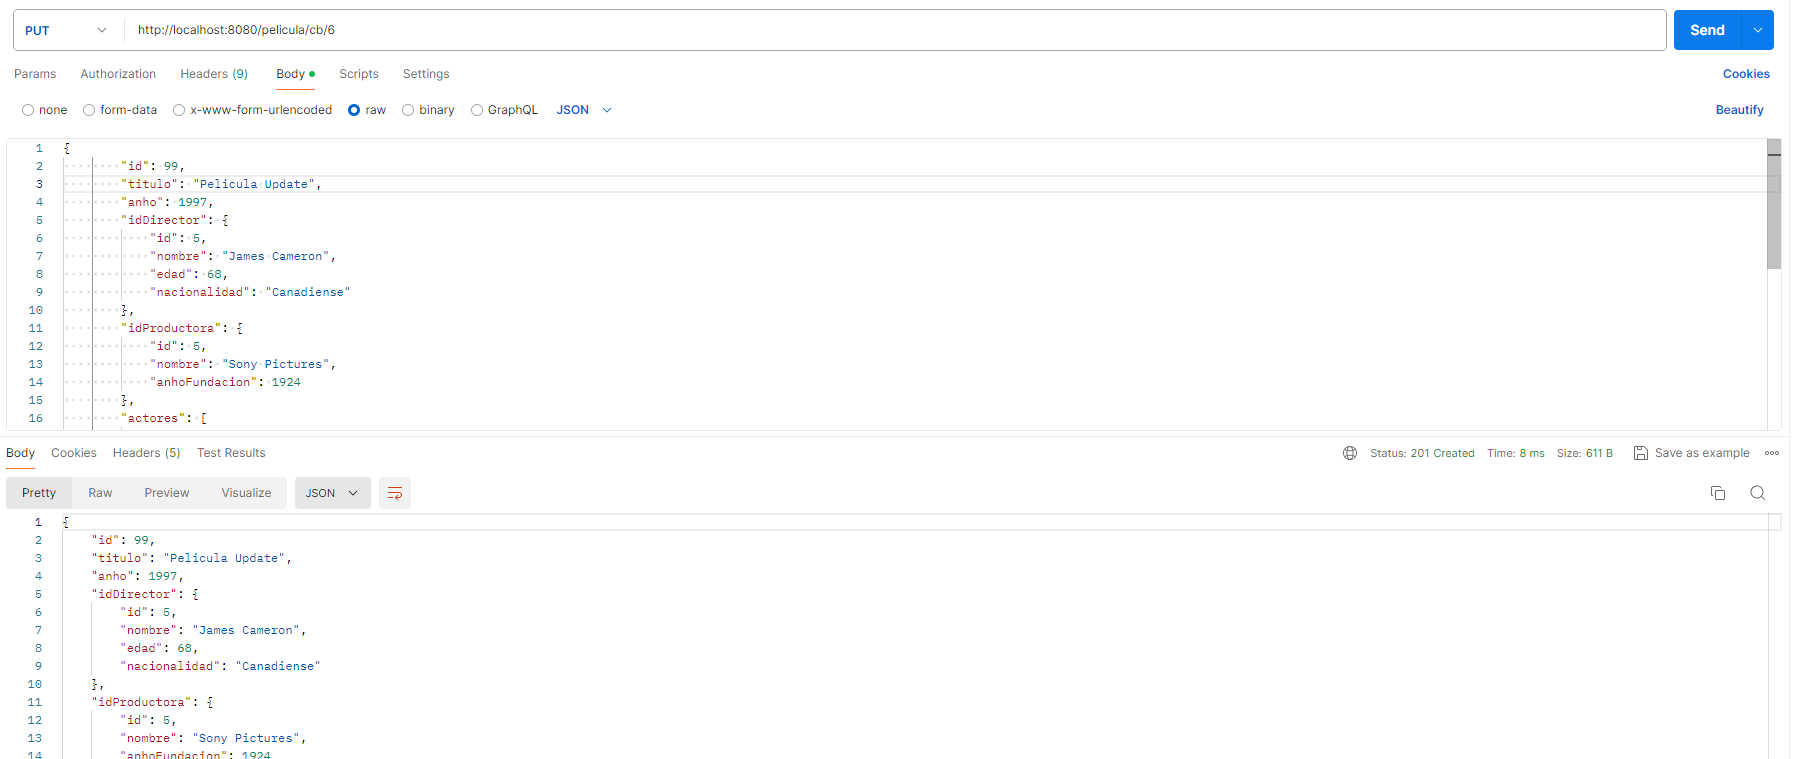 PUT http://localhost:8080/pelicula/cb/6 Send
Params Authorization Headers (9) Body Scripts Settings Cookies
none form-data x-www-form-urlencoded raw binary GraphQL JSON Beautify
1 {
2 "id": 99,
3 "titulo": "Pelicula Update",
4 "anho": 1997,
5 "idDirector": {
6 "id": 5,
7 "nombre": "James Cameron",
8 "edad": 68,
9 "nacionalidad": "Canadiense"
10 },
11 "idProductora": {
12 "id": 5,
13 "nombre": "Sony Pictures",
14 "anhoFundacion": 1924
15 },
16 "actores": [
Body Cookies Headers (5) Test Results Status: 201 Created Time: 8 ms Size: 611 B Save as example
Pretty Raw Preview Visualize JSON
1 {
2 "id": 99,
3 "titulo": "Pelicula Update",
4 "anho": 1997,
5 "idDirector": {
6 "id": 5,
7 "nombre": "James Cameron",
8 "edad": 68,
9 "nacionalidad": "Canadiense"
10 },
11 "idProductora": {
12 "id": 5,
13 "nombre": "Sony Pictures",
14 "anhoFundacion": 1924